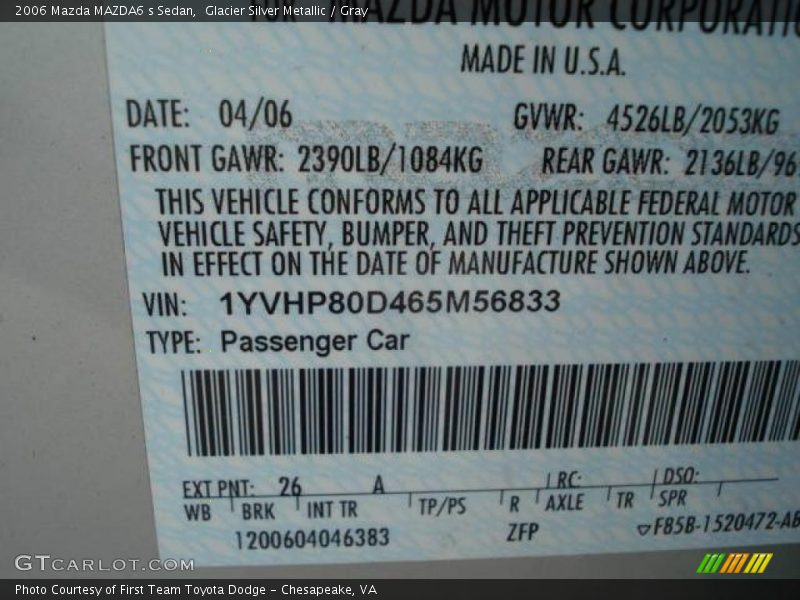 2006 Mazda MAZDA6 s Sedan, Glacier Silver Metallic / Gray
MAZDA MOTOR
MADE IN U.S.A.
DATE: 04/06 GVWR: 4526LB/2053KG
FRONT GAWR: 2390LB/1084KG REAR GAWR: 2136LB/96
THIS VEHICLE CONFORMS TO ALL APPLICABLE FEDERAL MOTOR
VEHICLE SAFETY, BUMPER, AND THEFT PREVENTION STANDARDS
IN EFFECT ON THE DATE OF MANUFACTURE SHOWN ABOVE.
VIN: 1YVHP80D465M56833
TYPE: Passenger Car
EXT PNT: 26 A RC: DSO:
WB BRK INT TR TP/PS R AXLE TR SPR
1200604046383 ZFP F85B-1520472-AB
GTCARLOT.COM
Photo Courtesy of First Team Toyota Dodge - Chesapeake, VA